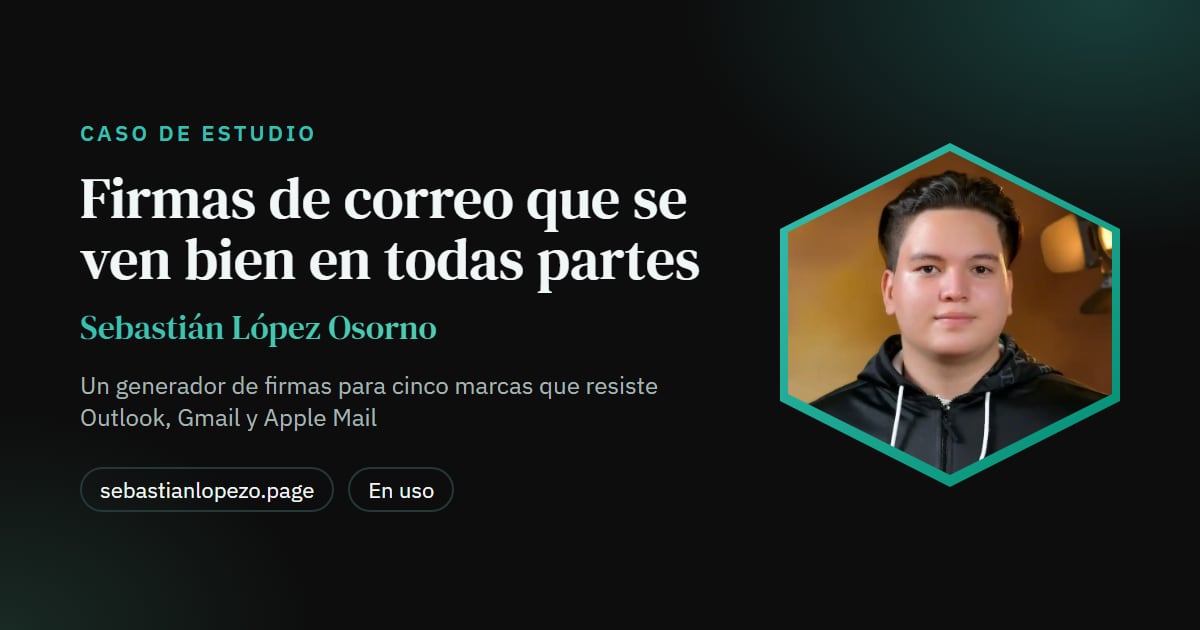 CASO DE ESTUDIO
Firmas de correo que se
ven bien en todas partes
Sebastián López Osorno
Un generador de firmas para cinco marcas que resiste
Outlook, Gmail y Apple Mail
sebastianlopezo.page
En uso